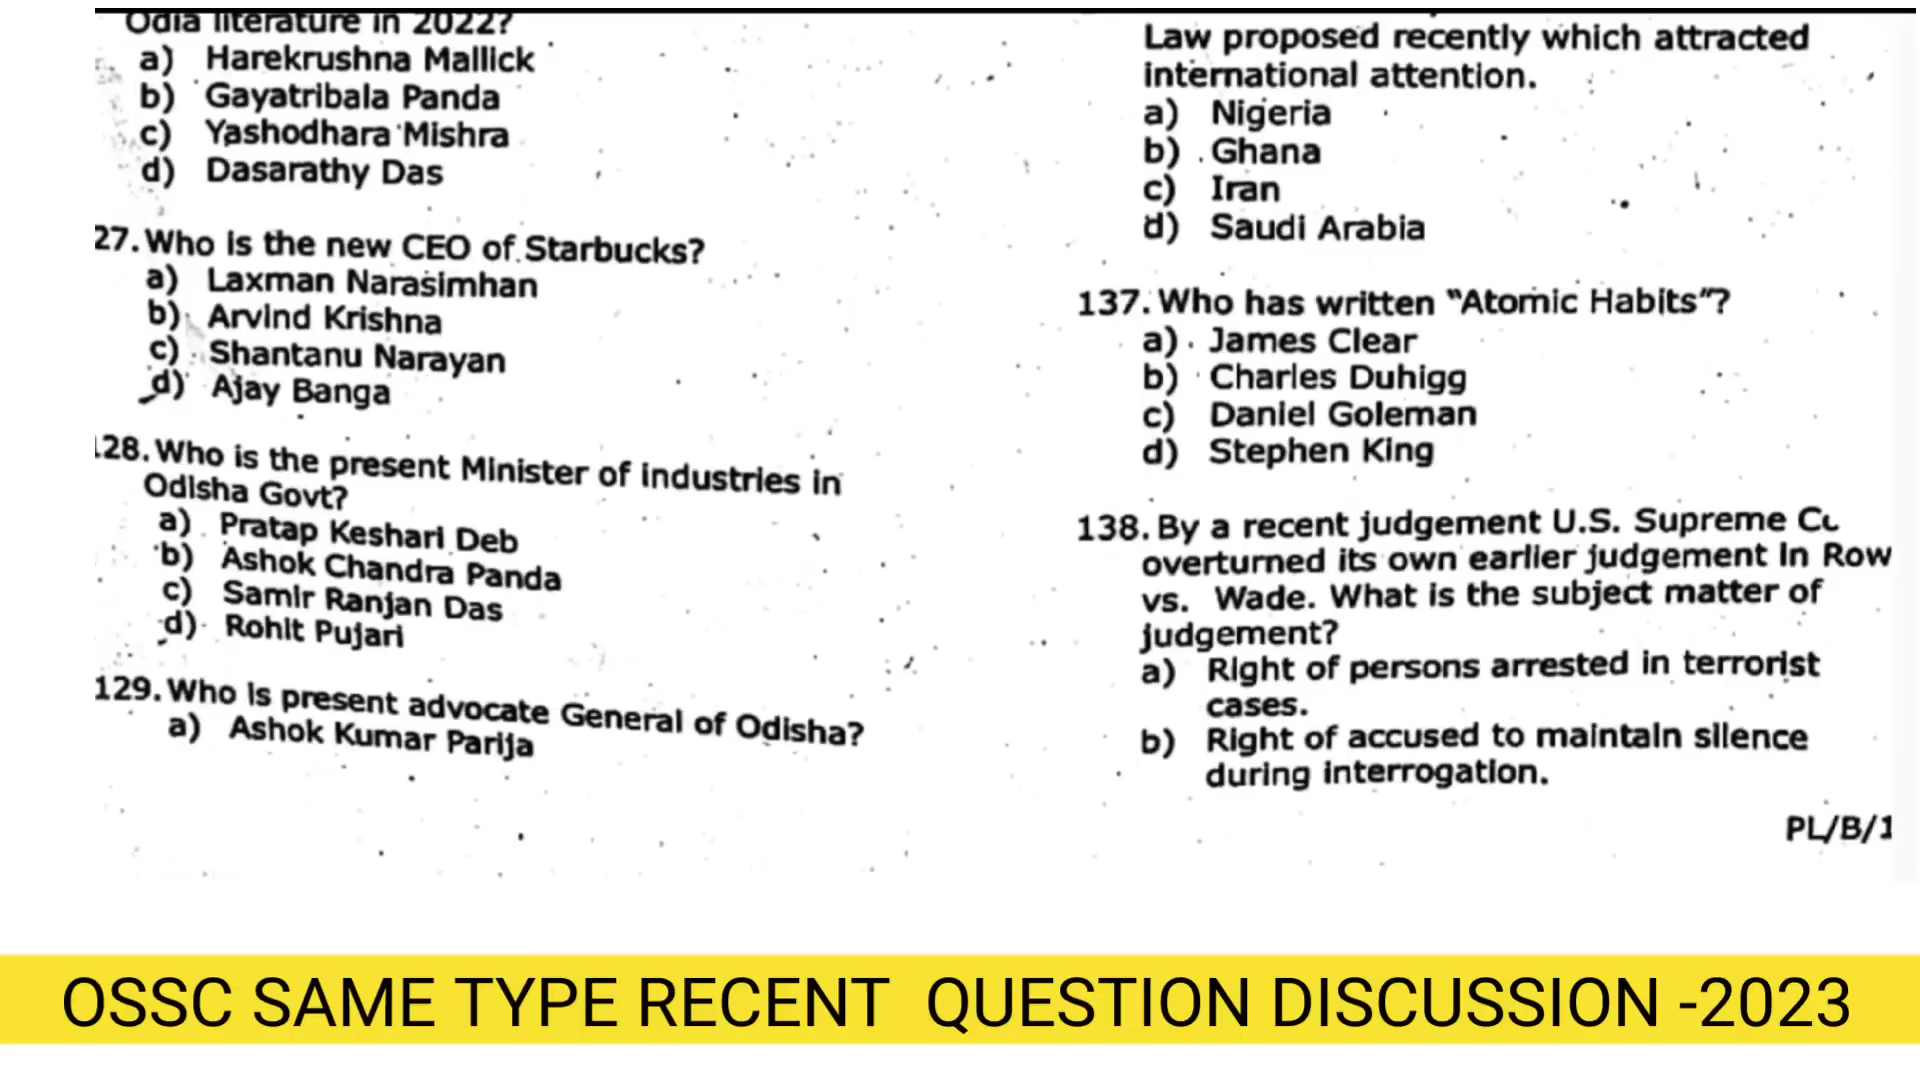 Odia literature in 2022?
a) Harekrushna Mallick
b) Gayatribala Panda
c) Yashodhara Mishra
d) Dasarathy Das
27. Who is the new CEO of Starbucks?
a) Laxman Narasimhan
b) Arvind Krishna
c) Shantanu Narayan
d) Ajay Banga
128. Who is the present Minister of industries in
Odisha Govt?
a) Pratap Keshari Deb
b) Ashok Chandra Panda
c) Samir Ranjan Das
d) Rohit Pujari
129. Who is present advocate General of Odisha?
a) Ashok Kumar Parija
Law proposed recently which attracted
international attention.
a) Nigeria
b) Ghana
c) Iran
d) Saudi Arabia
137. Who has written "Atomic Habits"?
a) James Clear
b) Charles Duhigg
c) Daniel Goleman
d) Stephen King
138. By a recent judgement U.S. Supreme
overturned its own earlier judgement in Row
vs. Wade. What is the subject matter of
judgement?
a) Right of persons arrested in terrorist
cases.
b) Right of accused to maintain silence
during interrogation.
PL/B/1
OSSC SAME TYPE RECENT QUESTION DISCUSSION -2023